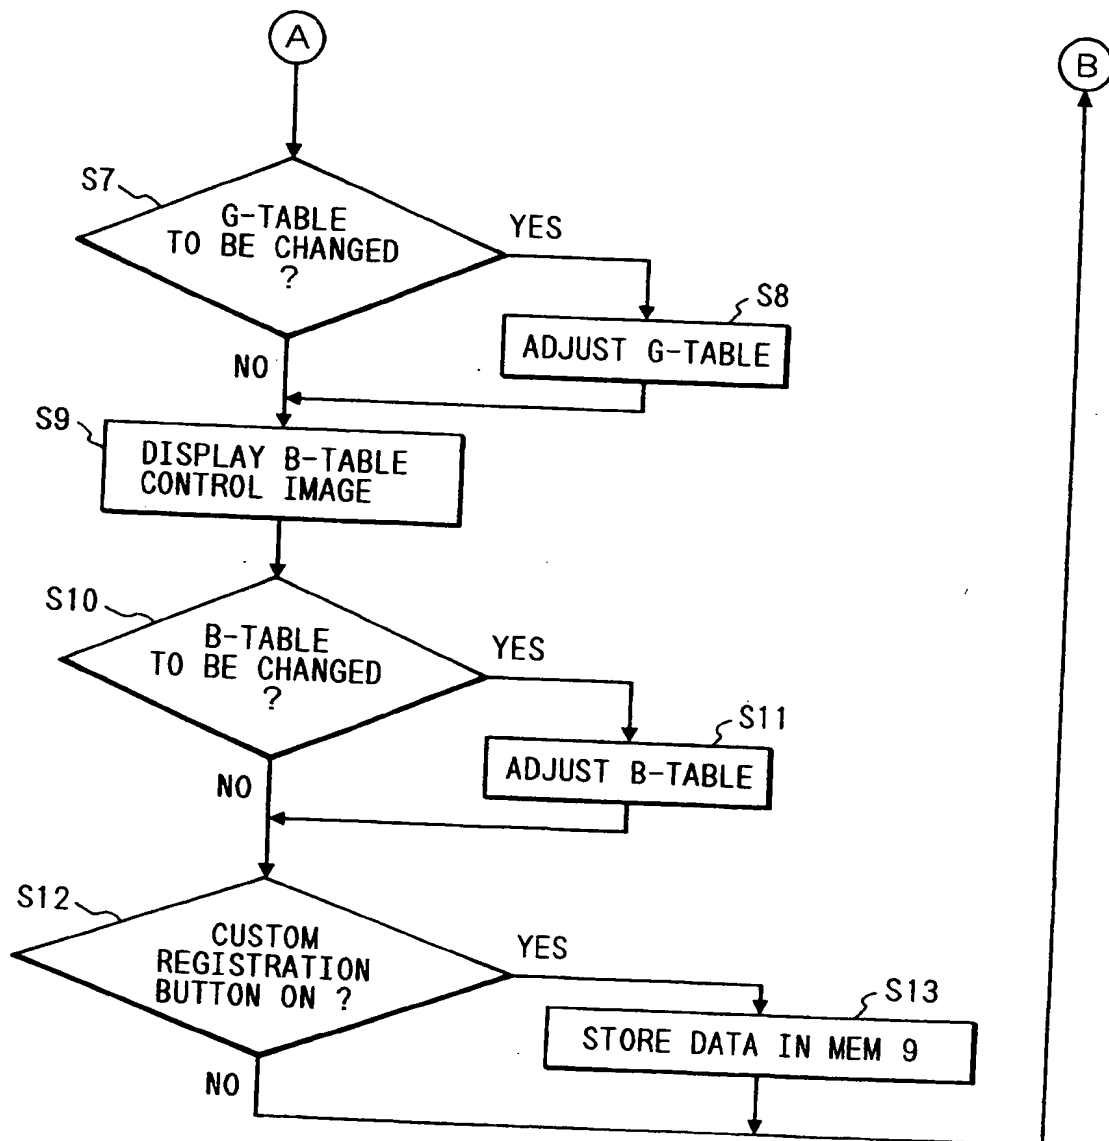 A
B
S7
G-TABLE
TO BE CHANGED
?
YES
S8
ADJUST G-TABLE
NO
S9
DISPLAY B-TABLE
CONTROL IMAGE
S10
B-TABLE
TO BE CHANGED
?
YES
S11
ADJUST B-TABLE
NO
S12
CUSTOM
REGISTRATION
BUTTON ON ?
YES
S13
STORE DATA IN MEM 9
NO